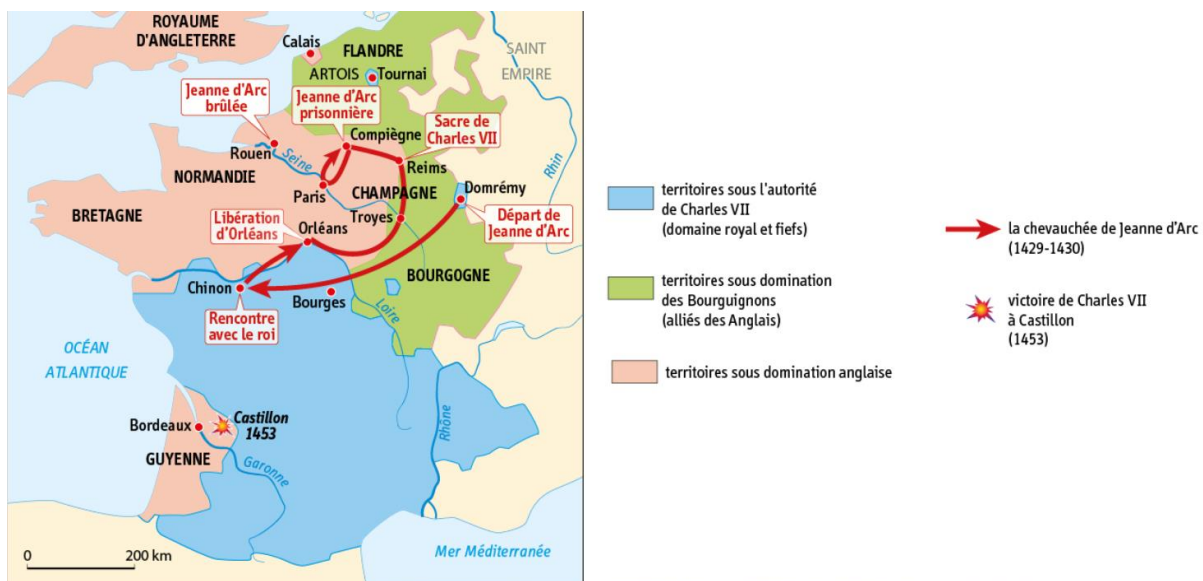 ROYAUME
D'ANGLETERRE
Calais
FLANDRE
SAINT
EMPIRE
ARTOIS
Tournai
Jeanne d'Arc
brûlée
Jeanne d'Arc
prisonnière
Sacre de
Charles VII
Compiègne
Rouen
Seine
Reims
Rhin
NORMANDIE
Paris
CHAMPAGNE
Domrémy
BRETAGNE
Libération
d'Orléans
Orléans
Troyes
Départ de
Jeanne d'Arc
BOURGOGNE
Chinon
Bourges
Loire
Rencontre
avec le roi
OCÉAN
ATLANTIQUE
Bordeaux
Castillon
1453
Rhône
GUYENNE
Garonne
0 200 km
Mer Méditerranée
territoires sous l'autorité
de Charles VII
(domaine royal et fiefs)
territoires sous domination
des Bourguignons
(alliés des Anglais)
territoires sous domination anglaise
la chevauchée de Jeanne d'Arc
(1429-1430)
victoire de Charles VII
à Castillon
(1453)